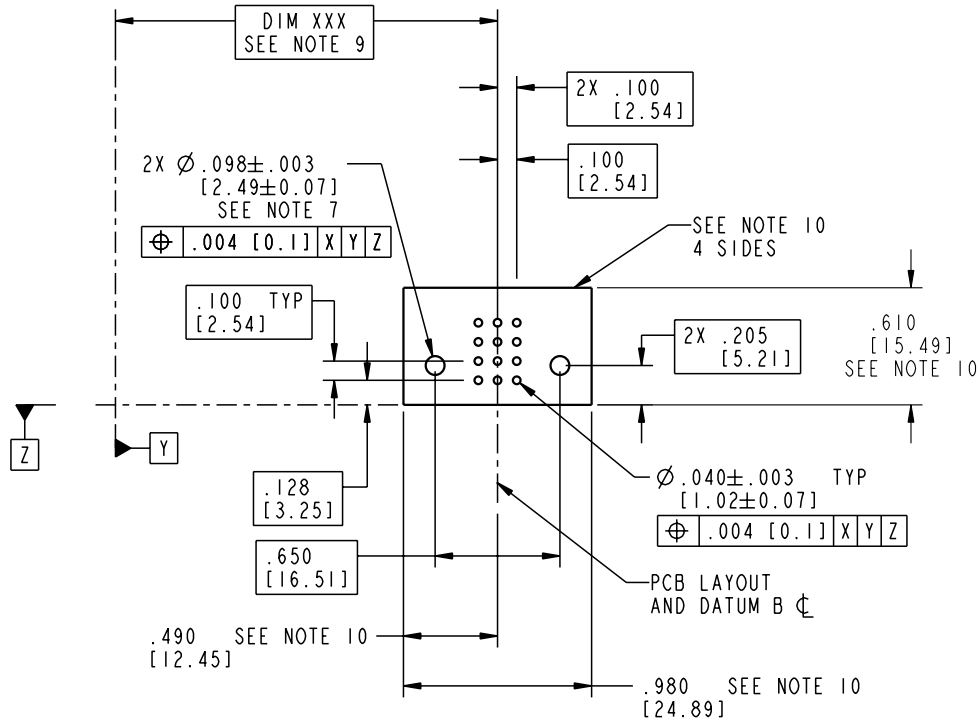 DIM XXX
SEE NOTE 9
2X .100
[2.54]
.100
[2.54]
2X Ø .098±.003
[2.49±0.07]
SEE NOTE 7
⌖ .004 [0.1] X Y Z
SEE NOTE 10
4 SIDES
.100 TYP
[2.54]
2X .205
[5.21]
.610
[15.49]
SEE NOTE 10
Z
Y
.128
[3.25]
Ø .040±.003 TYP
[1.02±0.07]
⌖ .004 [0.1] X Y Z
.650
[16.51]
PCB LAYOUT
AND DATUM B ℄
.490 SEE NOTE 10
[12.45]
.980 SEE NOTE 10
[24.89]